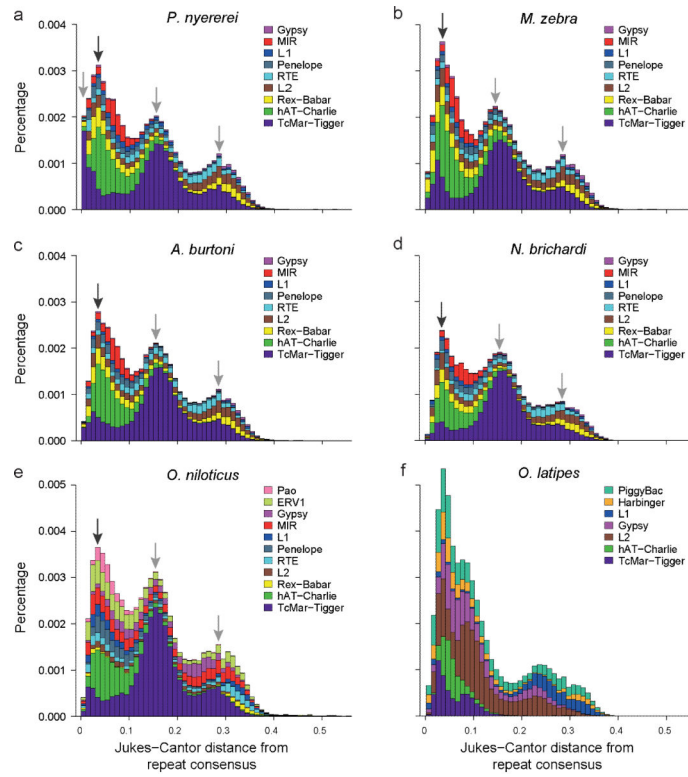 a
P. nyererei
0.004
0.003
0.002
0.001
0.000
Percentage
Gypsy
MIR
L1
Penelope
RTE
L2
Rex-Babar
hAT-Charlie
TcMar-Tigger
b
M. zebra
Gypsy
MIR
L1
Penelope
RTE
L2
Rex-Babar
hAT-Charlie
TcMar-Tigger
c
A. burtoni
0.004
0.003
0.002
0.001
0.000
Percentage
Gypsy
MIR
L1
Penelope
RTE
L2
Rex-Babar
hAT-Charlie
TcMar-Tigger
d
N. brichardi
Gypsy
MIR
L1
Penelope
RTE
L2
Rex-Babar
hAT-Charlie
TcMar-Tigger
e
O. niloticus
0.005
0.004
0.003
0.002
0.001
0.000
Percentage
Pao
ERV1
Gypsy
MIR
L1
Penelope
RTE
L2
Rex-Babar
hAT-Charlie
TcMar-Tigger
0
0.1
0.2
0.3
0.4
0.5
Jukes-Cantor distance from
repeat consensus
f
O. latipes
PiggyBac
Harbinger
L1
Gypsy
L2
hAT-Charlie
TcMar-Tigger
0
0.1
0.2
0.3
0.4
0.5
Jukes-Cantor distance from
repeat consensus